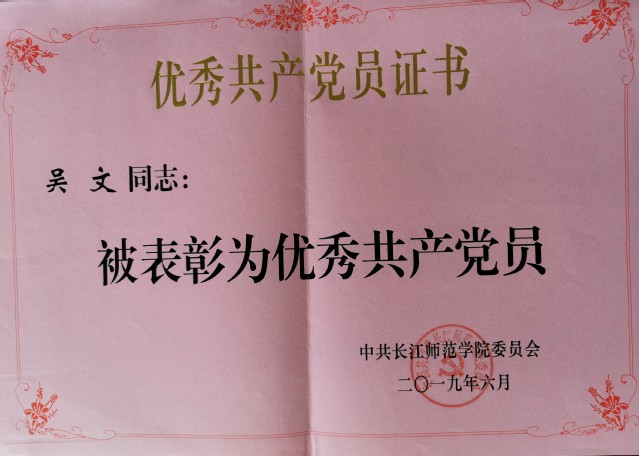 优秀共产党员证书
吴 文 同志：
被表彰为优秀共产党员
中共长江师范学院委员会
二〇一九年六月